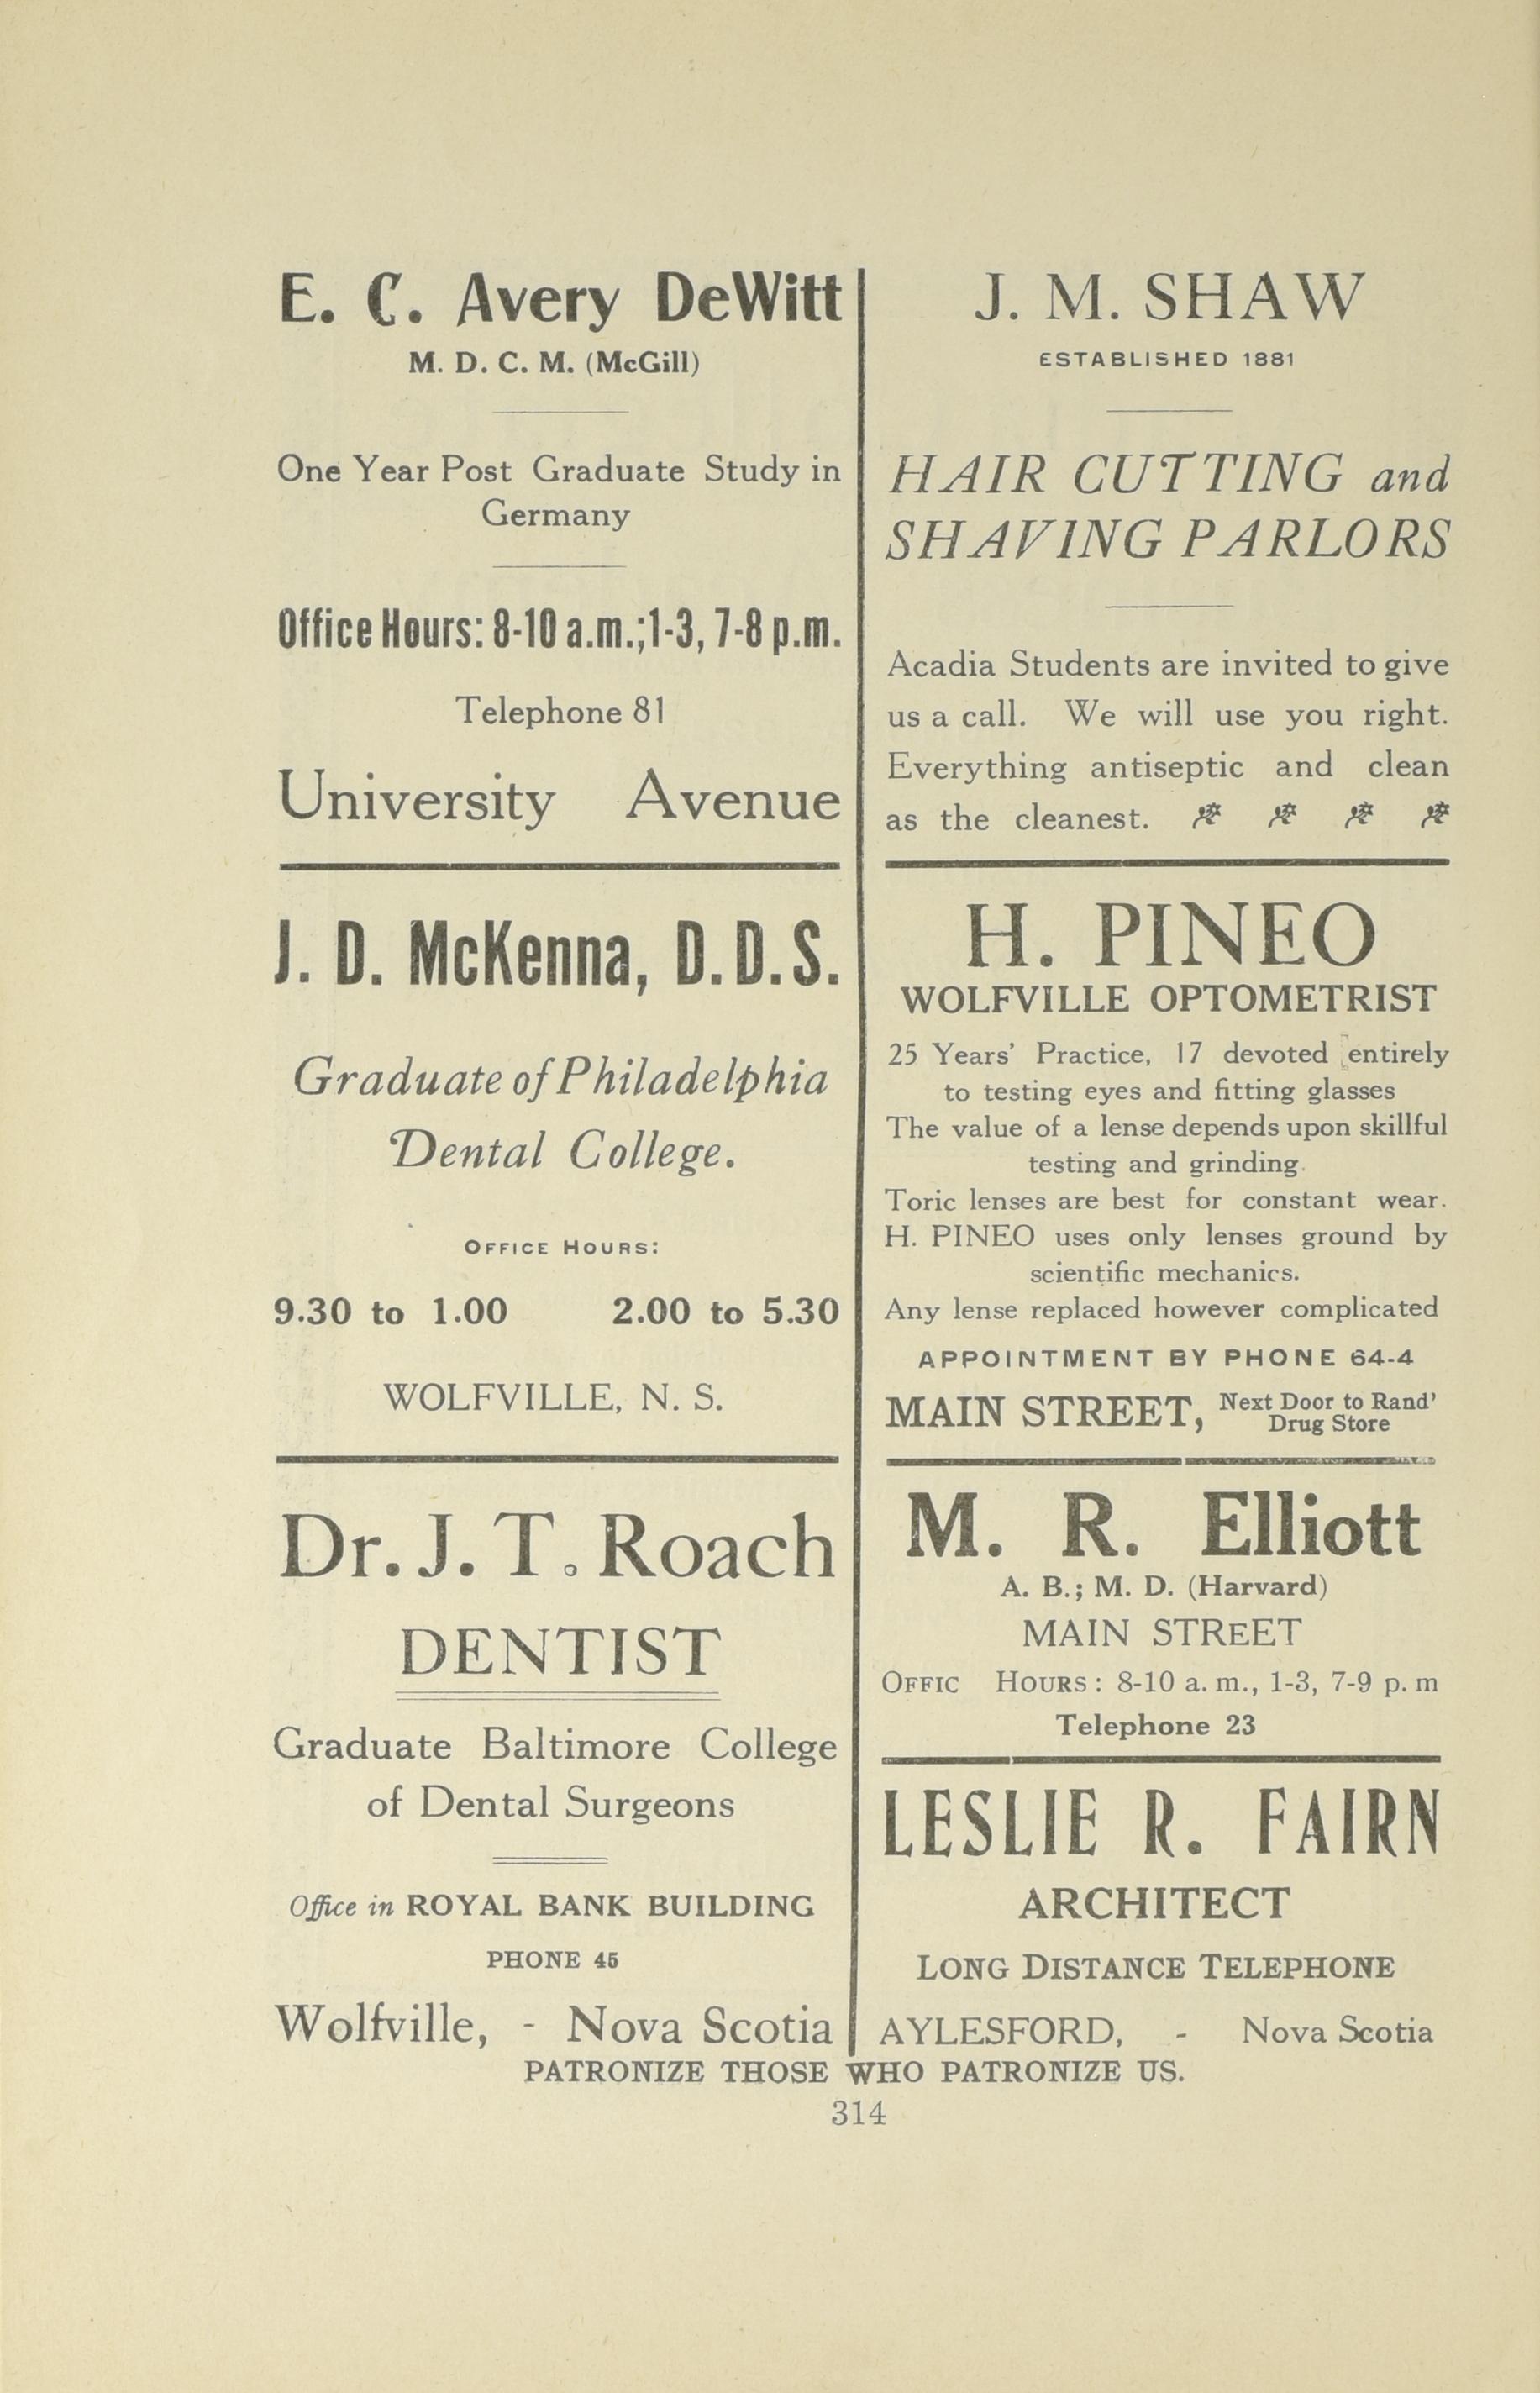 E. C. Avery DeWitt
M. D. C. M. (McGill)
One Year Post Graduate Study in
Germany
Office Hours: 8-10 a.m.;1-3, 7-8 p.m.
Telephone 81
University Avenue
J. D. McKenna, D.D.S.
Graduate of Philadelphia
Dental College.
OFFICE HOURS:
9.30 to 1.00 2.00 to 5.30
WOLFVILLE, N. S.
Dr. J. T. Roach
DENTIST
Graduate Baltimore College
of Dental Surgeons
Office in ROYAL BANK BUILDING
PHONE 45
Wolfville, - Nova Scotia
J. M. SHAW
ESTABLISHED 1881
HAIR CUTTING and
SHAVING PARLORS
Acadia Students are invited to give
us a call. We will use you right.
Everything antiseptic and clean
as the cleanest.
H. PINEO
WOLFVILLE OPTOMETRIST
25 Years' Practice, 17 devoted entirely
to testing eyes and fitting glasses
The value of a lense depends upon skillful
testing and grinding.
Toric lenses are best for constant wear.
H. PINEO uses only lenses ground by
scientific mechanics.
Any lense replaced however complicated
APPOINTMENT BY PHONE 64-4
MAIN STREET, Next Door to Rand'
Drug Store
M. R. Elliott
A. B.; M. D. (Harvard)
MAIN STREET
OFFIC HOURS: 8-10 a. m., 1-3, 7-9 p. m
Telephone 23
LESLIE R. FAIRN
ARCHITECT
LONG DISTANCE TELEPHONE
AYLESFORD, - Nova Scotia
PATRONIZE THOSE WHO PATRONIZE US.
314